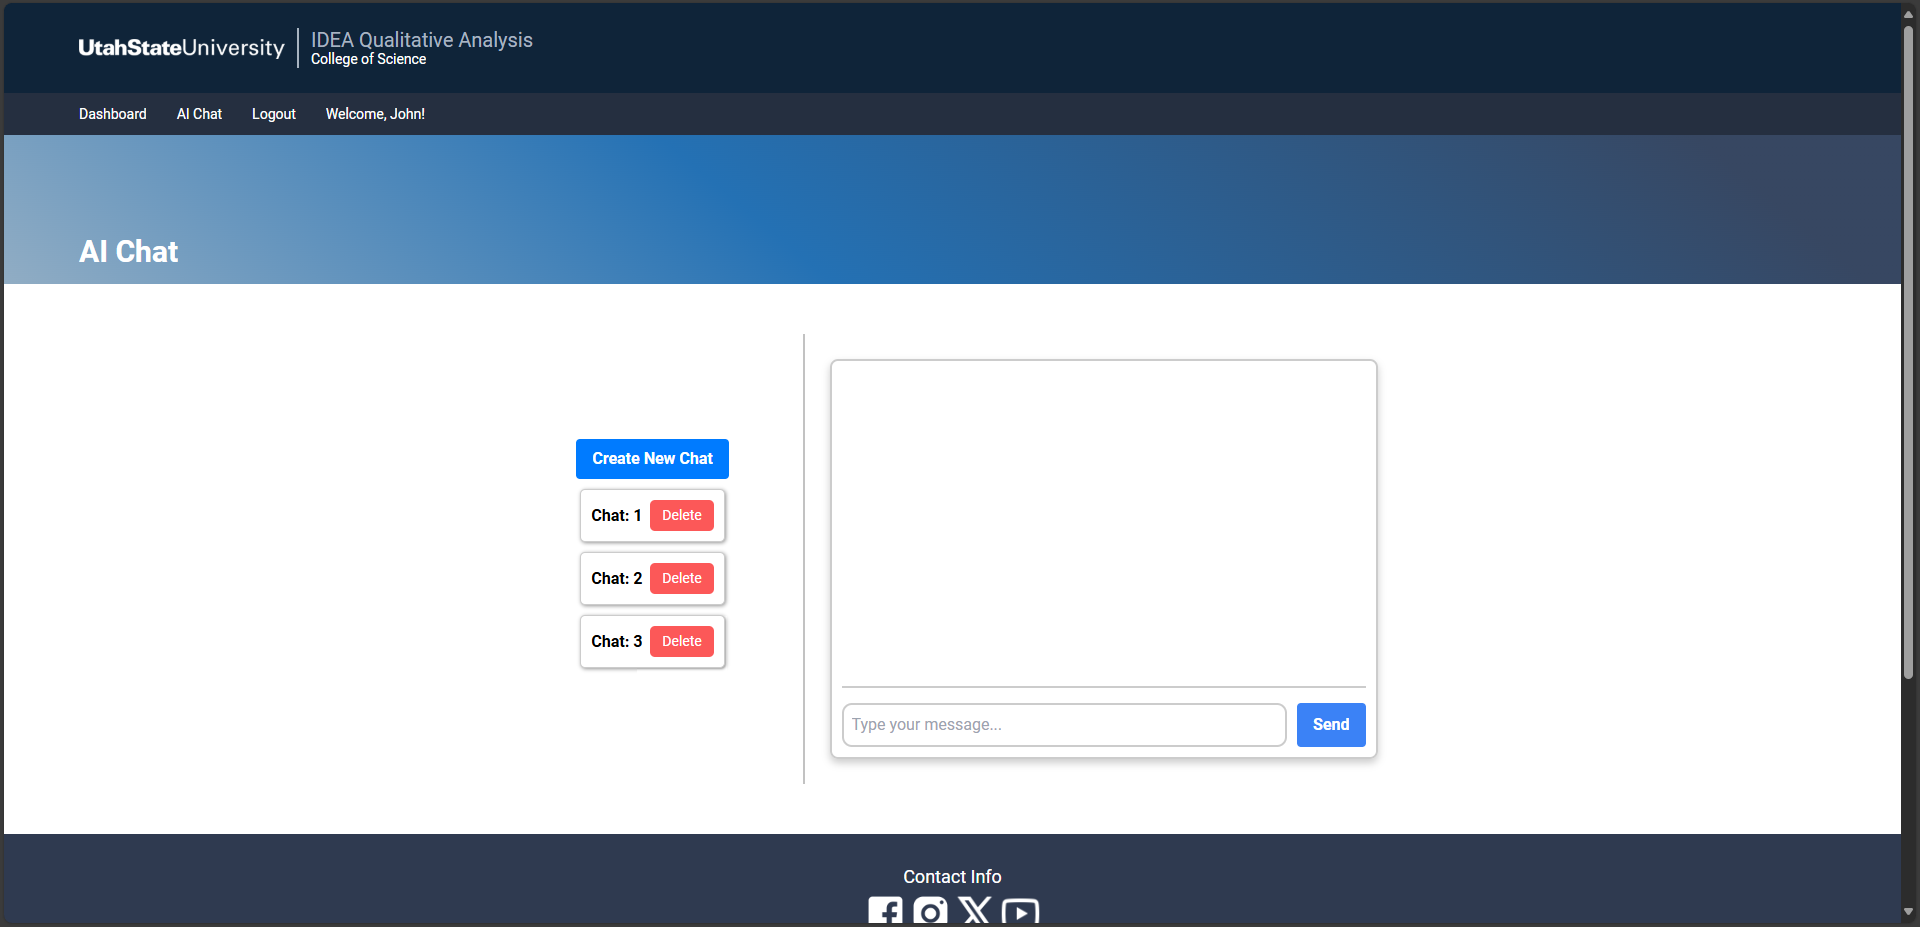 UtahStateUniversity
IDEA Qualitative Analysis
College of Science
Dashboard AI Chat Logout Welcome, John!
AI Chat
Create New Chat
Chat: 1 Delete
Chat: 2 Delete
Chat: 3 Delete
Type your message...
Send
Contact Info